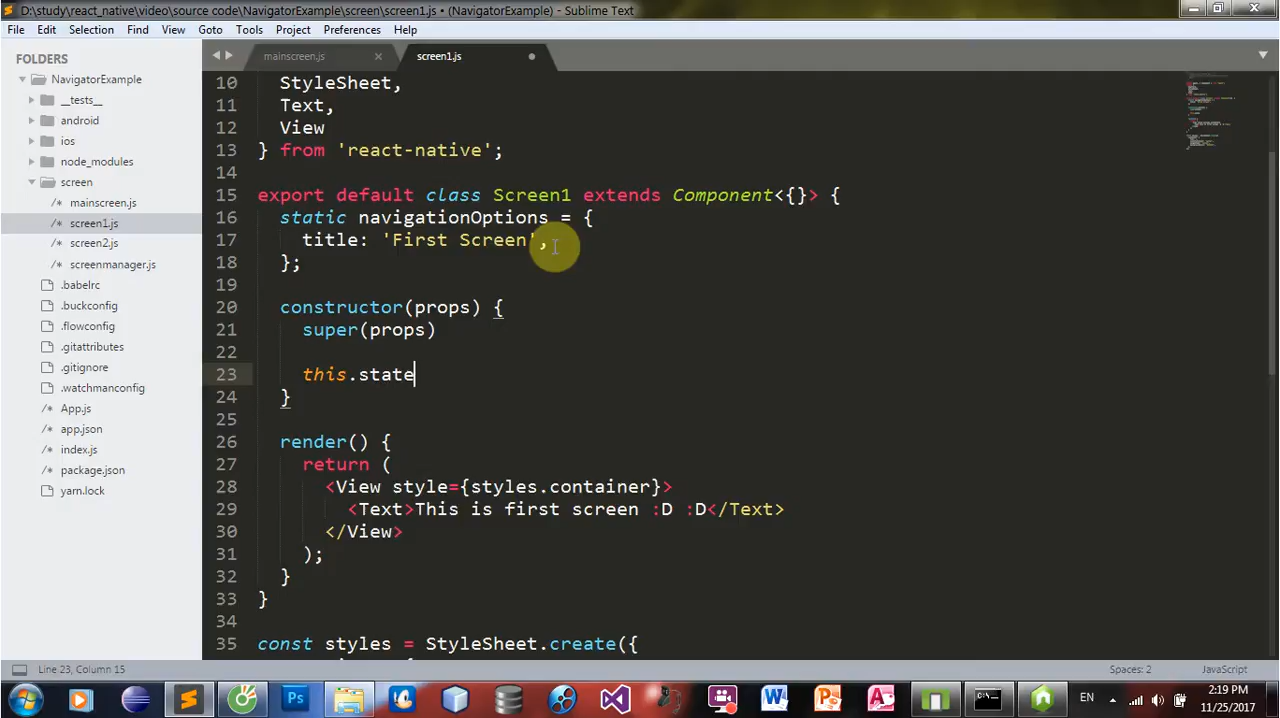 D:\study\react_native\video\source code\NavigatorExample\screen\screen1.js • (NavigatorExample) - Sublime Text
File Edit Selection Find View Goto Tools Project Preferences Help
FOLDERS
NavigatorExample
__tests__
android
ios
node_modules
screen
/* mainscreen.js
/* screen1.js
/* screen2.js
/* screenmanager.js
.babelrc
.buckconfig
.flowconfig
.gitattributes
.gitignore
.watchmanconfig
/* App.js
app.json
/* index.js
/* package.json
yarn.lock
mainscreen.js × screen1.js
10 StyleSheet,
11 Text,
12 View
13 } from 'react-native';
14
15 export default class Screen1 extends Component<{}> {
16 static navigationOptions = {
17 title: 'First Screen',
18 };
19
20 constructor(props) {
21 super(props)
22
23 this.state
24 }
25
26 render() {
27 return (
28 <View style={styles.container}>
29 <Text>This is first screen :D :D</Text>
30 </View>
31 );
32 }
33 }
34
35 const styles = StyleSheet.create({
Line 23, Column 15 Spaces: 2 JavaScript
Ps W P A EN 2:19 PM
11/25/2017